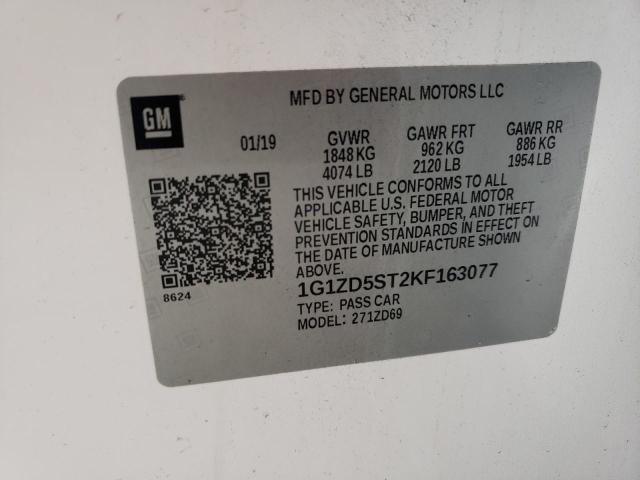 MFD BY GENERAL MOTORS LLC
GM
01/19 GVWR GAWR FRT GAWR RR
1848 KG 962 KG 886 KG
4074 LB 2120 LB 1954 LB
THIS VEHICLE CONFORMS TO ALL
APPLICABLE U.S. FEDERAL MOTOR
VEHICLE SAFETY, BUMPER, AND THEFT
PREVENTION STANDARDS IN EFFECT ON
THE DATE OF MANUFACTURE SHOWN
ABOVE.
8624
1G1ZD5ST2KF163077
TYPE: PASS CAR
MODEL: 271ZD69